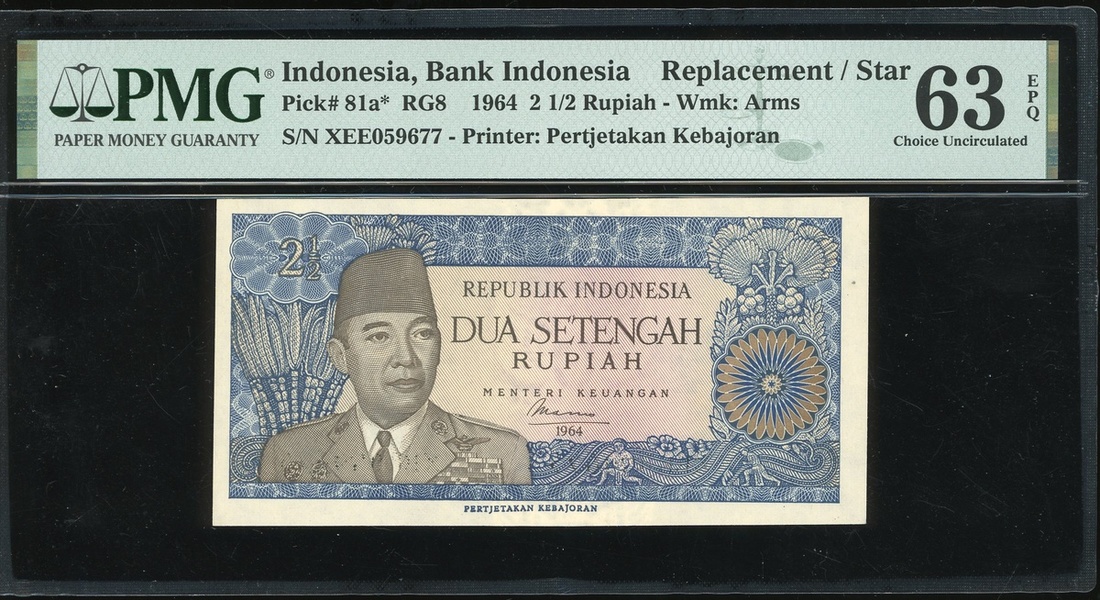 PMG®
PAPER MONEY GUARANTY
Indonesia, Bank Indonesia Replacement / Star
Pick# 81a* RG8 1964 2 1/2 Rupiah - Wmk: Arms
S/N XEE059677 - Printer: Pertjetakan Kebajoran
63
EPQ
Choice Uncirculated
2 1/2
REPUBLIK INDONESIA
DUA SETENGAH
RUPIAH
MENTERI KEUANGAN
1964
PERTJETAKAN KEBAJORAN